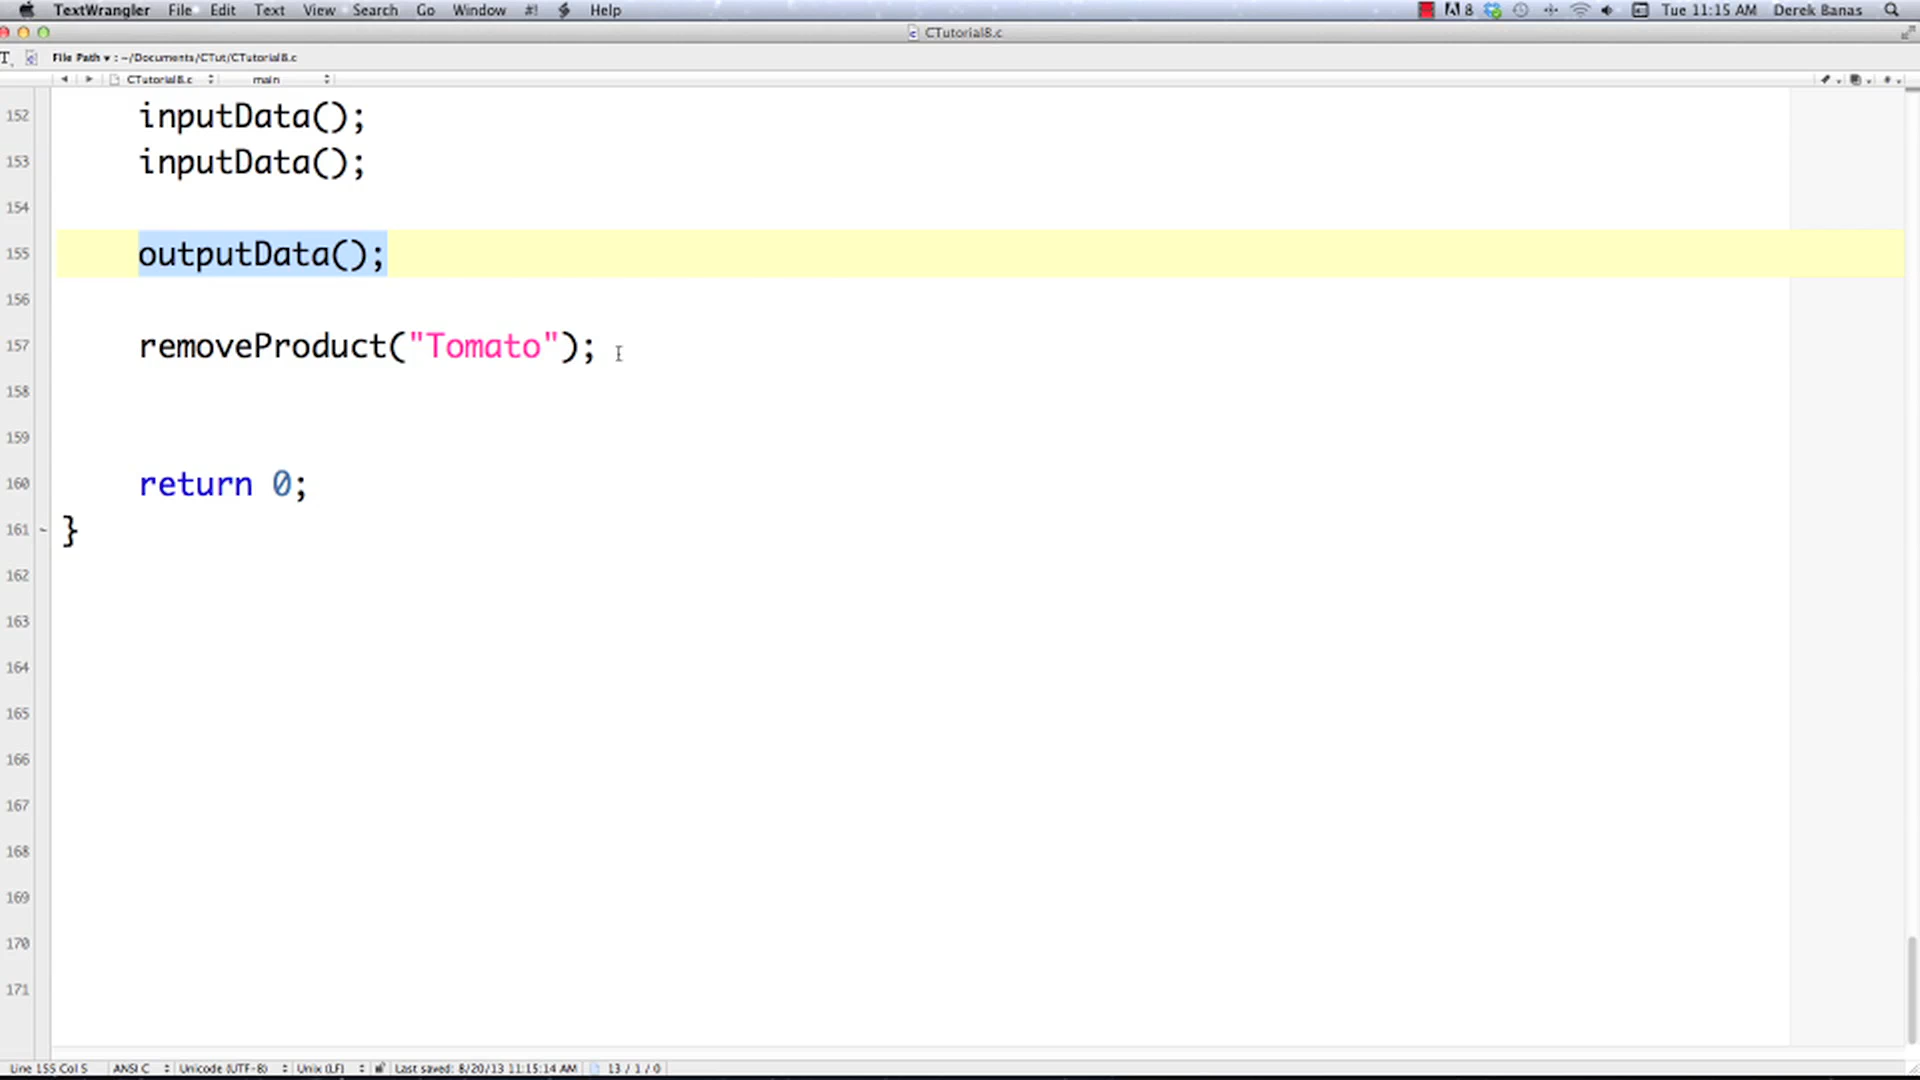 TextWrangler File Edit Text View Search Go Window #! Help 8 Tue 11:15 AM Derek Banas
CTutorial8.c
File Path ▾ : ~/Documents/CTut/CTutorial8.c
CTutorial8.c main
152 inputData();
153 inputData();
154
155 outputData();
156
157 removeProduct("Tomato");
158
159
160 return 0;
161 }
162
163
164
165
166
167
168
169
170
171
Line 155 Col 5 ANSI C Unicode (UTF-8) Unix (LF) Last saved: 8/20/13 11:15:14 AM 13 / 1 / 0